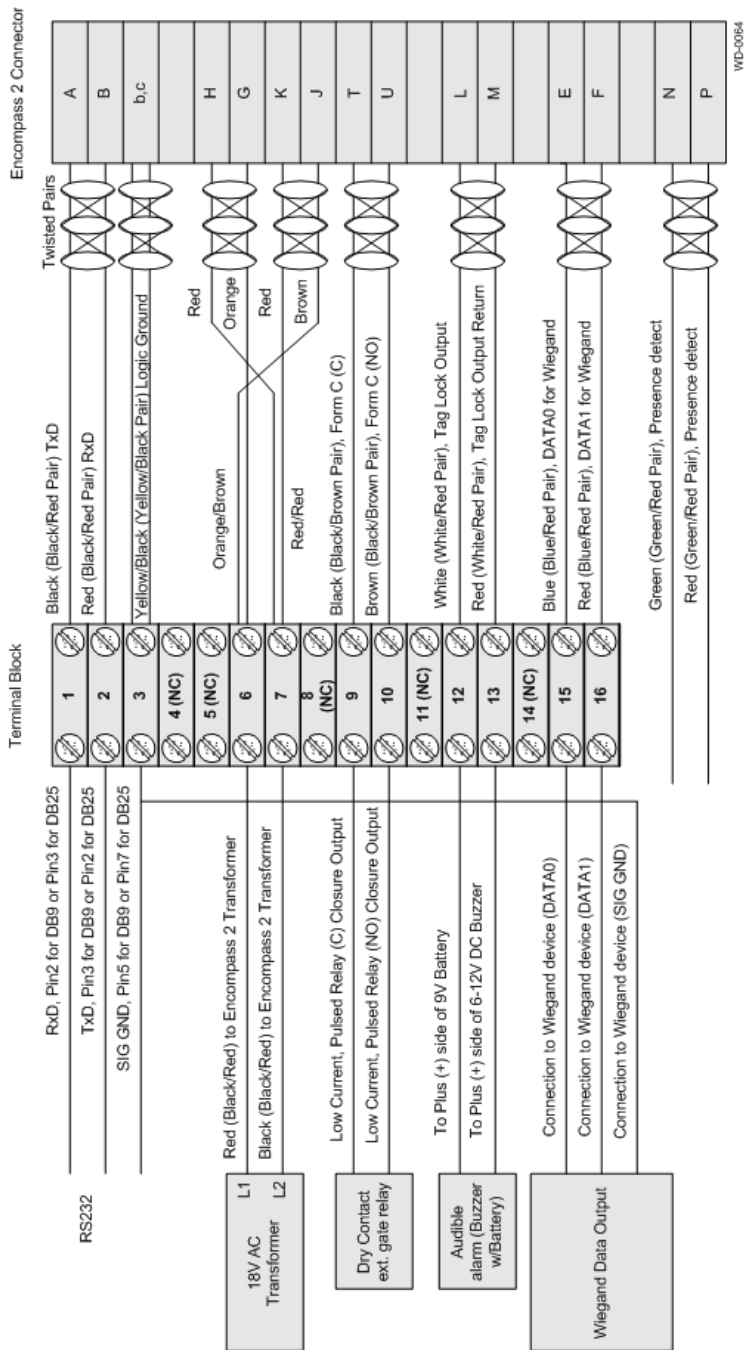 Encompass 2 Connector
A
B
b,c
H
G
K
J
T
U
L
M
E
F
N
P
WD-0064
Twisted Pairs
Black (Black/Red Pair) TxD
Red (Black/Red Pair) RxD
Yellow/Black (Yellow/Black Pair) Logic Ground
Red
Orange
Red
Brown
Orange/Brown
Red/Red
Black (Black/Brown Pair), Form C (C)
Brown (Black/Brown Pair), Form C (NO)
White (White/Red Pair), Tag Lock Output
Red (White/Red Pair), Tag Lock Output Return
Blue (Blue/Red Pair), DATA0 for Wiegand
Red (Blue/Red Pair), DATA1 for Wiegand
Green (Green/Red Pair), Presence detect
Red (Green/Red Pair), Presence detect
Terminal Block
1
2
3
4 (NC)
5 (NC)
6
7
8
(NC)
9
10
11 (NC)
12
13
14 (NC)
15
16
RxD, Pin2 for DB9 or Pin3 for DB25
TxD, Pin3 for DB9 or Pin2 for DB25
SIG GND, Pin5 for DB9 or Pin7 for DB25
Red (Black/Red) to Encompass 2 Transformer
Black (Black/Red) to Encompass 2 Transformer
Low Current, Pulsed Relay (C) Closure Output
Low Current, Pulsed Relay (NO) Closure Output
To Plus (+) side of 9V Battery
To Plus (+) side of 6-12V DC Buzzer
Connection to Wiegand device (DATA0)
Connection to Wiegand device (DATA1)
Connection to Wiegand device (SIG GND)
RS232
L1
L2
18V AC
Transformer
Dry Contact
ext. gate relay
Audible
alarm (Buzzer
w/Battery)
Wiegand Data Output